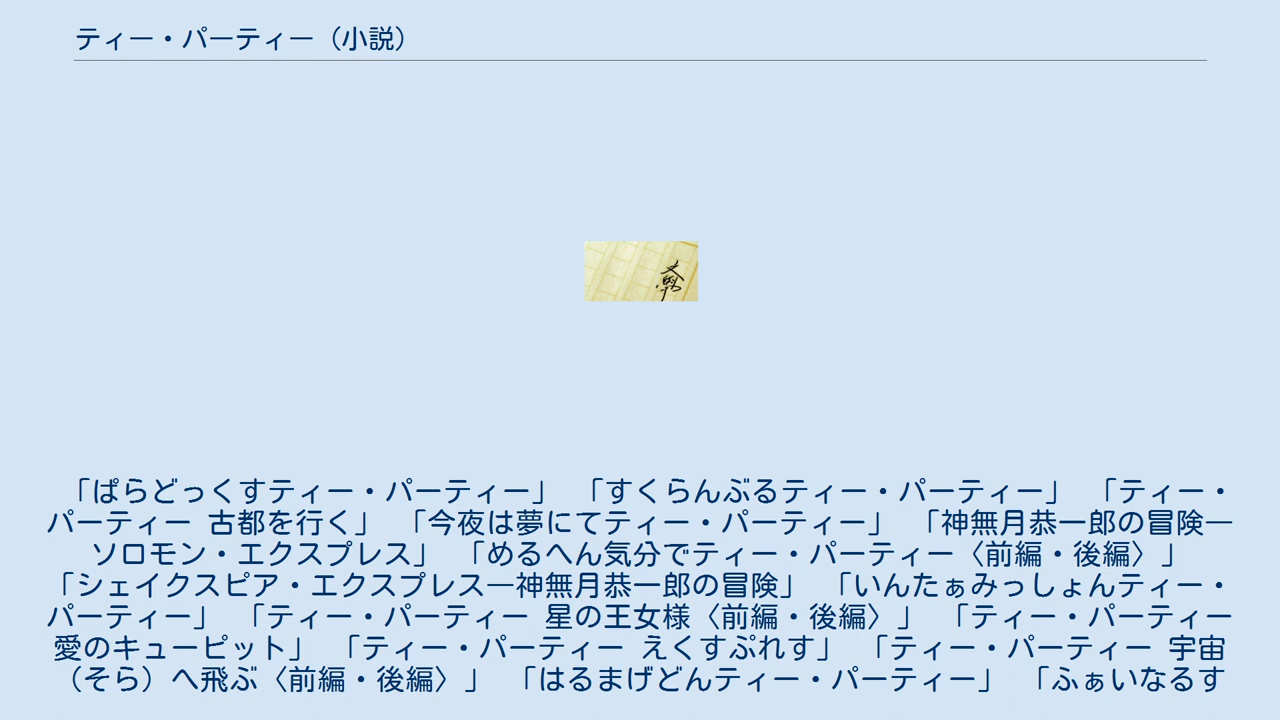 ティー・パーティー（小説）
「ぱらどっくすティー・パーティー」 「すくらんぶるティー・パーティー」 「ティー・
パーティー 古都を行く」 「今夜は夢にてティー・パーティー」 「神無月恭一郎の冒険―
ソロモン・エクスプレス」 「めるへん気分でティー・パーティー〈前編・後編〉」
「シェイクスピア・エクスプレス―神無月恭一郎の冒険」 「いんたぁみっしょんティー・
パーティー」 「ティー・パーティー 星の王女様〈前編・後編〉」 「ティー・パーティー
愛のキューピット」 「ティー・パーティー えくすぷれす」 「ティー・パーティー 宇宙
（そら）へ飛ぶ〈前編・後編〉」 「はるまげどんティー・パーティー」 「ふぁいなるす